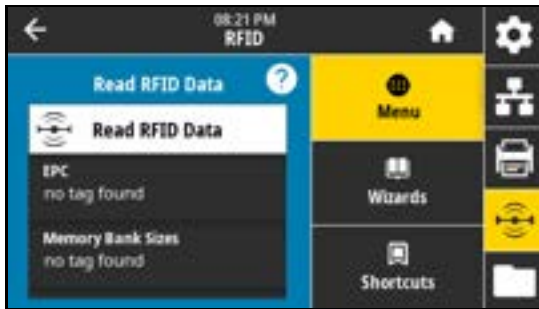 08:21 PM
RFID
Read RFID Data
?
Read RFID Data
EPC
no tag found
Memory Bank Sizes
no tag found
Menu
Wizards
Shortcuts